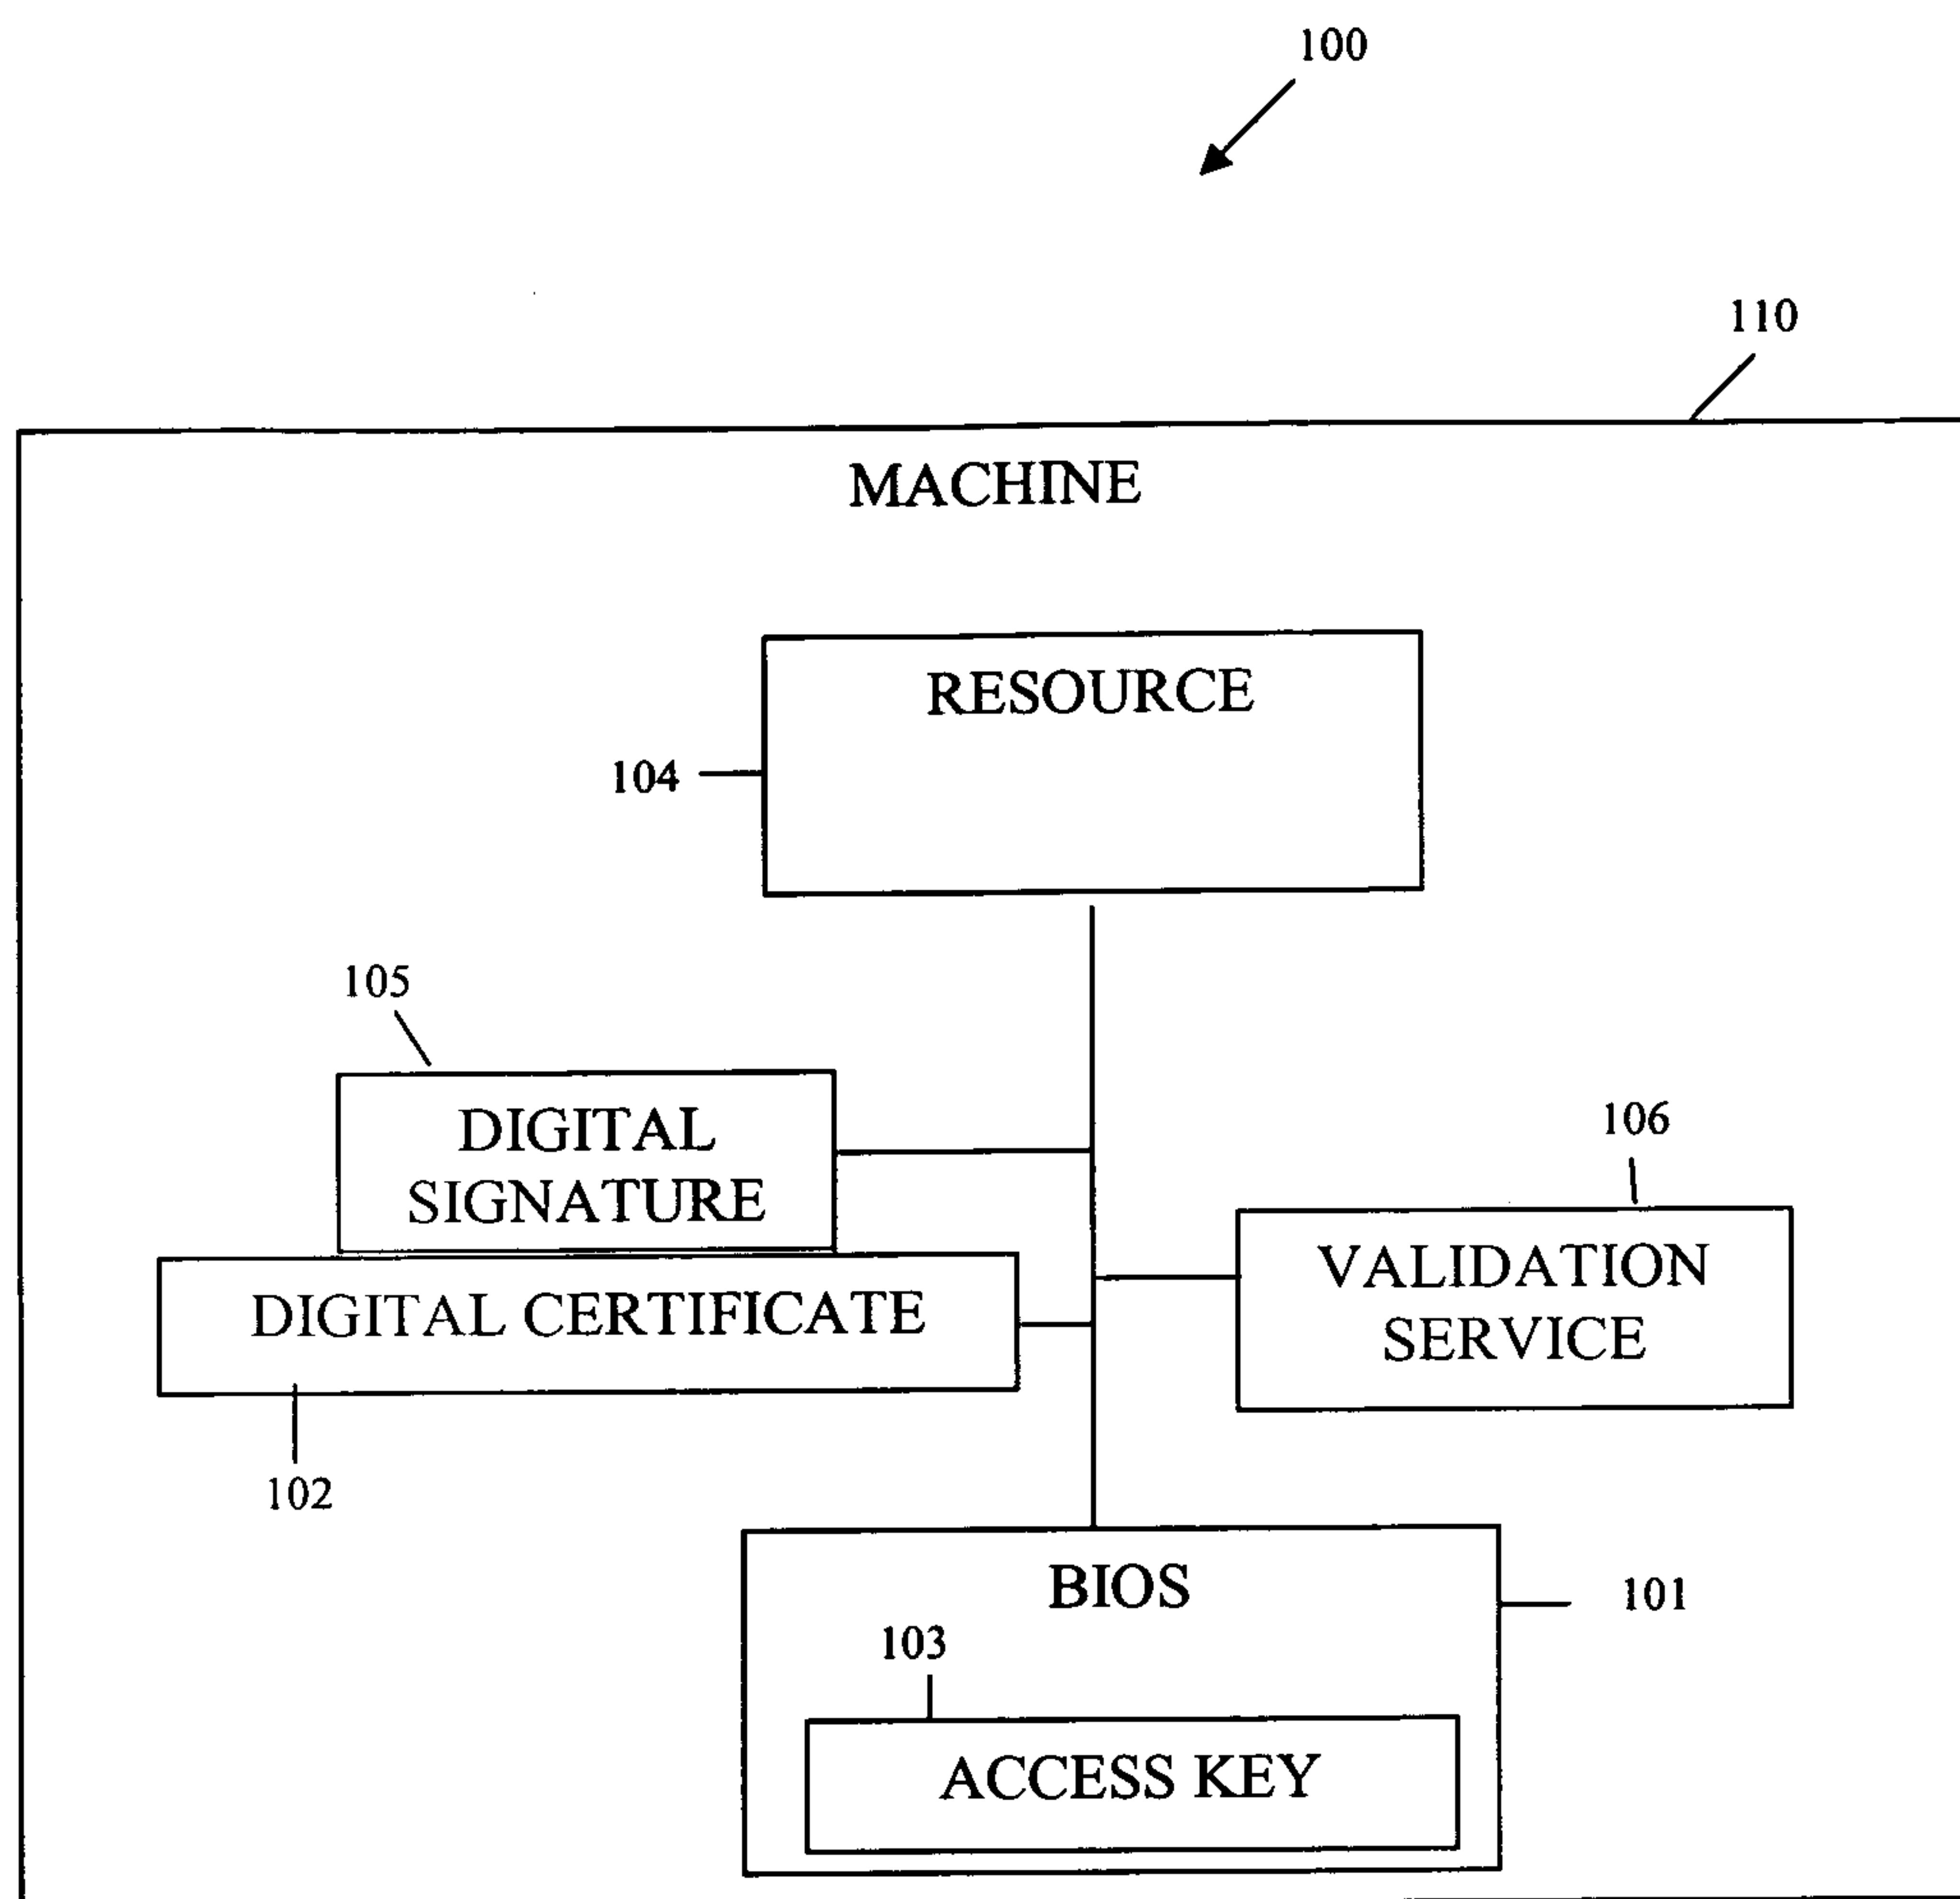 100
110
MACHINE
RESOURCE
104
105
DIGITAL
SIGNATURE
106
VALIDATION
SERVICE
DIGITAL CERTIFICATE
102
BIOS
101
103
ACCESS KEY